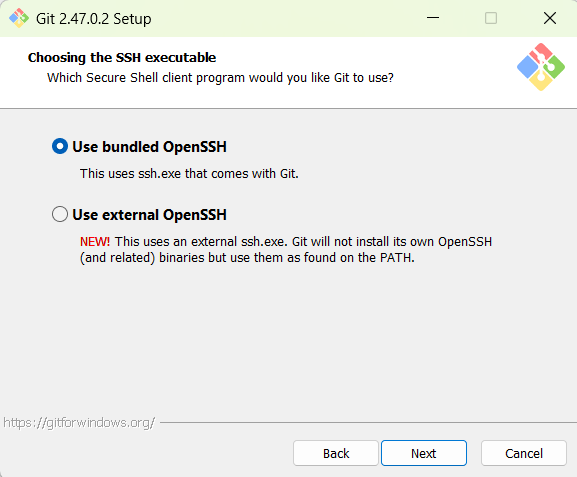 Git 2.47.0.2 Setup
Choosing the SSH executable
Which Secure Shell client program would you like Git to use?
Use bundled OpenSSH
This uses ssh.exe that comes with Git.
Use external OpenSSH
NEW! This uses an external ssh.exe. Git will not install its own OpenSSH
(and related) binaries but use them as found on the PATH.
https://gitforwindows.org/
Back
Next
Cancel